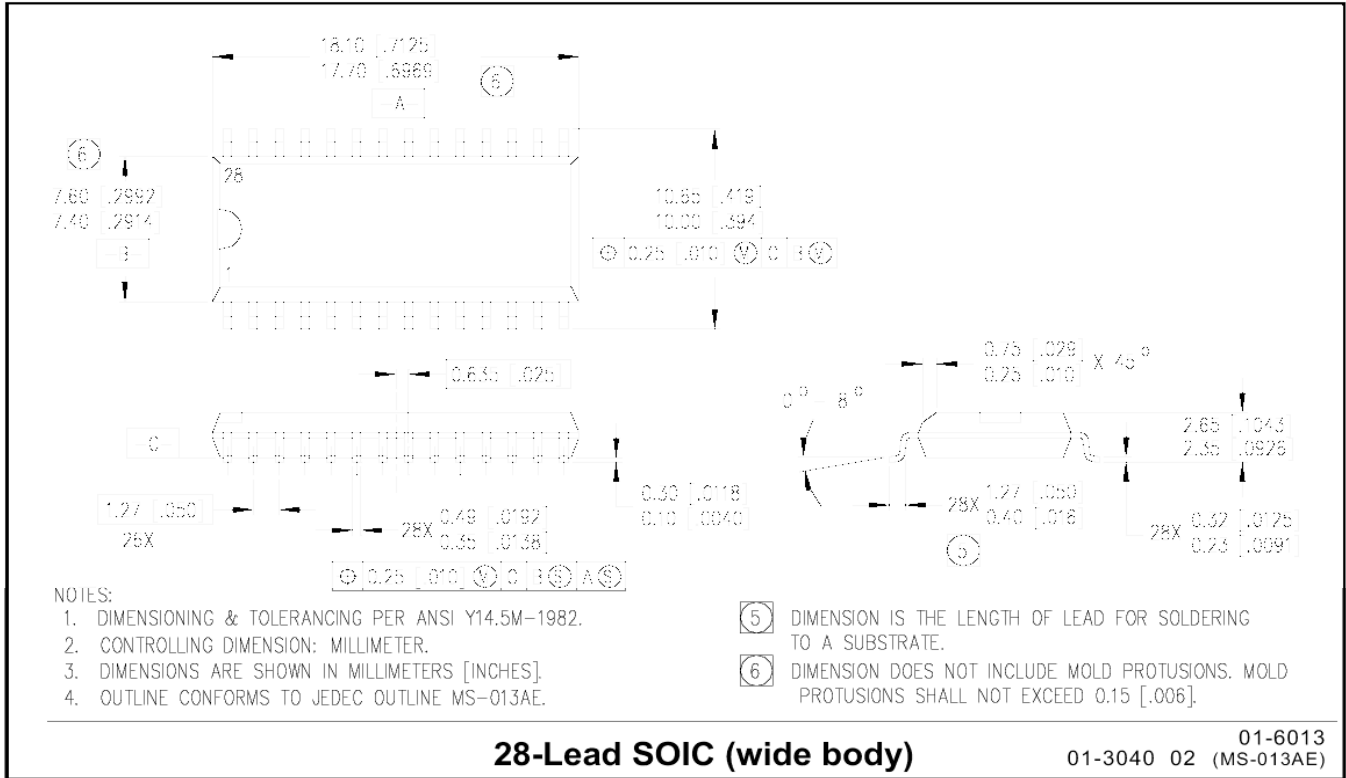 18.10 [.7125
17.70 [.6969
6
A
6
28
7.60 [.2992
7.40 [.2914
B
1
10.65 [.419]
10.00 [.394
0.25 [.010] C
0.635 [.025]
0.75 [.029
0.25 [.010] X 45°
0° – 8°
C
2.65 [.1043
2.35 [.0926
1.27 [.050]
26X
28X 0.49 [.0192
0.35 [.0138
0.30 [.0118
0.10 [.0040
28X 1.27 [.050
0.40 [.016
5
28X 0.32 [.0125
0.23 [.0091
0.25 [.010] C B Ⓢ A Ⓢ
NOTES:
1. DIMENSIONING & TOLERANCING PER ANSI Y14.5M-1982.
2. CONTROLLING DIMENSION: MILLIMETER.
3. DIMENSIONS ARE SHOWN IN MILLIMETERS [INCHES].
4. OUTLINE CONFORMS TO JEDEC OUTLINE MS-013AE.
5 DIMENSION IS THE LENGTH OF LEAD FOR SOLDERING
TO A SUBSTRATE.
6 DIMENSION DOES NOT INCLUDE MOLD PROTUSIONS. MOLD
PROTUSIONS SHALL NOT EXCEED 0.15 [.006].
28-Lead SOIC (wide body)
01-6013
01-3040 02 (MS-013AE)